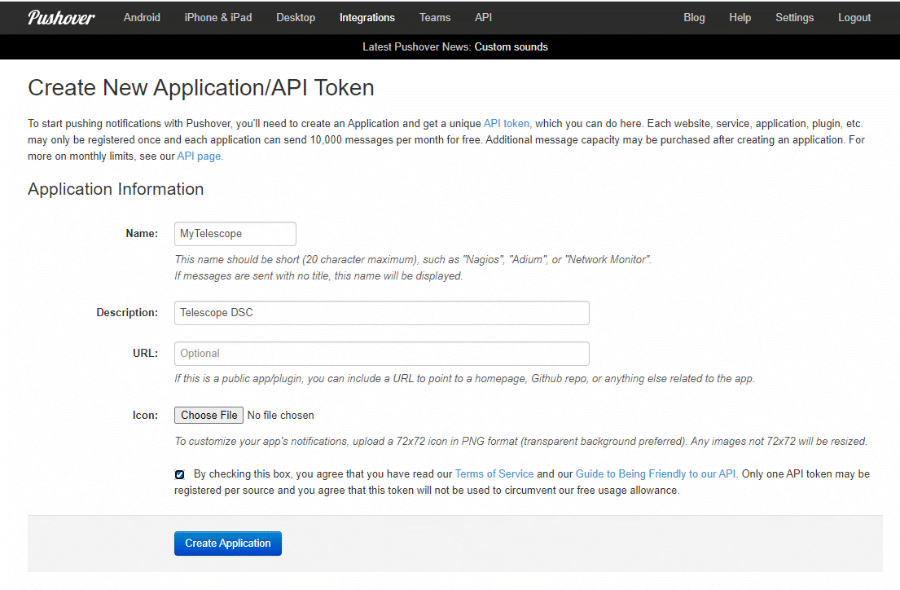 Pushover Android iPhone & iPad Desktop Integrations Teams API Blog Help Settings Logout
Latest Pushover News: Custom sounds
Create New Application/API Token
To start pushing notifications with Pushover, you'll need to create an Application and get a unique API token, which you can do here. Each website, service, application, plugin, etc.
may only be registered once and each application can send 10,000 messages per month for free. Additional message capacity may be purchased after creating an application. For
more on monthly limits, see our API page.
Application Information
Name: MyTelescope
This name should be short (20 character maximum), such as "Nagios", "Adium", or "Network Monitor".
If messages are sent with no title, this name will be displayed.
Description: Telescope DSC
URL: Optional
If this is a public app/plugin, you can include a URL to point to a homepage, Github repo, or anything else related to the app.
Icon: Choose File No file chosen
To customize your app's notifications, upload a 72x72 icon in PNG format (transparent background preferred). Any images not 72x72 will be resized.
By checking this box, you agree that you have read our Terms of Service and our Guide to Being Friendly to our API. Only one API token may be
registered per source and you agree that this token will not be used to circumvent our free usage allowance.
Create Application